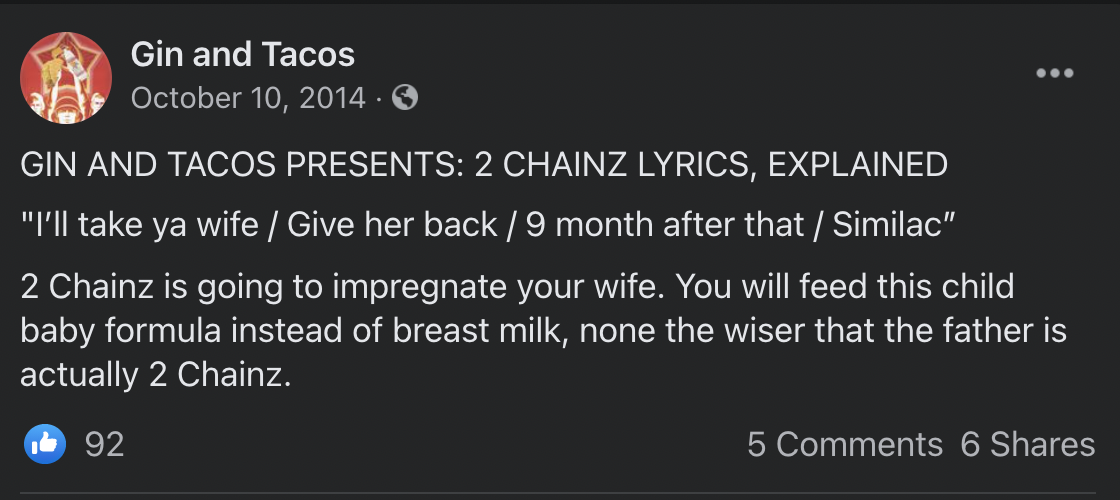 Gin and Tacos
October 10, 2014 ·
GIN AND TACOS PRESENTS: 2 CHAINZ LYRICS, EXPLAINED
"I’ll take ya wife / Give her back / 9 month after that / Similac”
2 Chainz is going to impregnate your wife. You will feed this child
baby formula instead of breast milk, none the wiser that the father is
actually 2 Chainz.
92
5 Comments 6 Shares